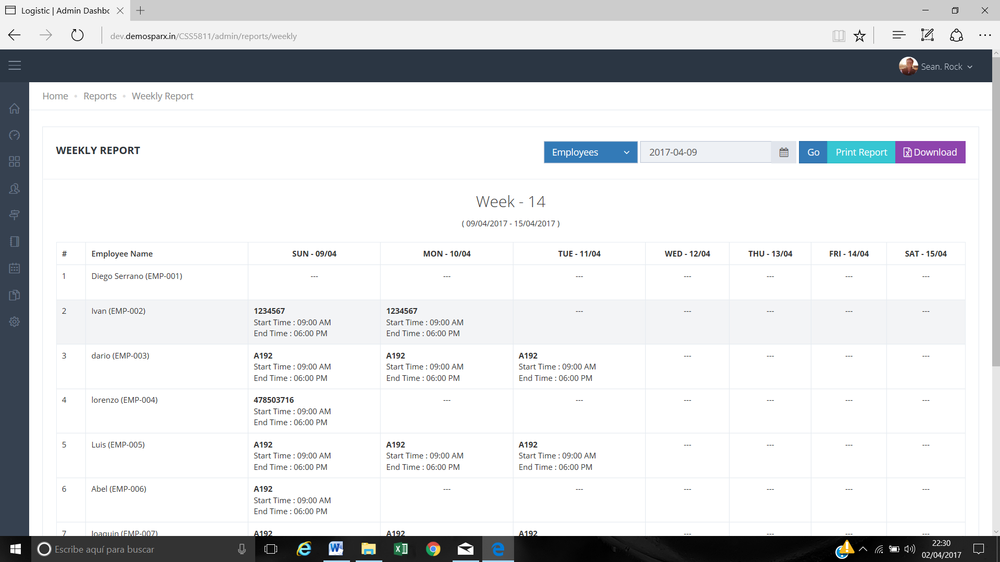 Logistic | Admin Dashbo
dev.demosparx.in/CSS5811/admin/reports/weekly
Sean. Rock
Home • Reports • Weekly Report
WEEKLY REPORT
Employees 2017-04-09 Go Print Report Download
Week - 14
( 09/04/2017 - 15/04/2017 )
# Employee Name SUN - 09/04 MON - 10/04 TUE - 11/04 WED - 12/04 THU - 13/04 FRI - 14/04 SAT - 15/04
1 Diego Serrano (EMP-001) --- --- --- --- --- --- ---
2 Ivan (EMP-002) 1234567 1234567 --- --- --- --- ---
Start Time : 09:00 AM Start Time : 09:00 AM
End Time : 06:00 PM End Time : 06:00 PM
3 dario (EMP-003) A192 A192 A192 --- --- --- ---
Start Time : 09:00 AM Start Time : 09:00 AM Start Time : 09:00 AM
End Time : 06:00 PM End Time : 06:00 PM End Time : 06:00 PM
4 lorenzo (EMP-004) 478503716 --- --- --- --- --- ---
Start Time : 09:00 AM
End Time : 06:00 PM
5 Luis (EMP-005) A192 A192 A192 --- --- --- ---
Start Time : 09:00 AM Start Time : 09:00 AM Start Time : 09:00 AM
End Time : 06:00 PM End Time : 06:00 PM End Time : 06:00 PM
6 Abel (EMP-006) A192 --- --- --- --- --- ---
Start Time : 09:00 AM
End Time : 06:00 PM
7 Joaquin (EMP-007) A192 A192 A192 --- --- --- ---
Escribe aquí para buscar
22:30
02/04/2017